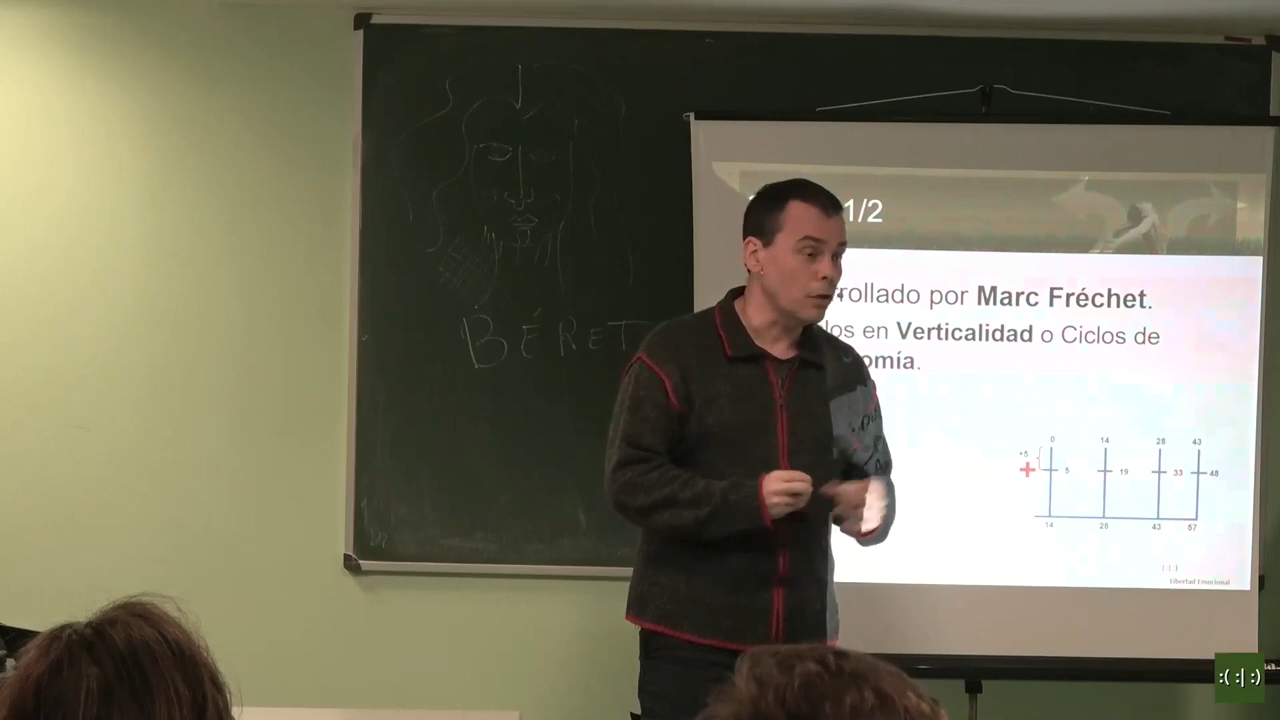 BÉRET
1/2
rollado por Marc Fréchet.
los en Verticalidad o Ciclos de
omía.
0 14 28 43
+5
+ 5 19 33 48
14 28 43 57
Libertad Emocional
:( :| :)